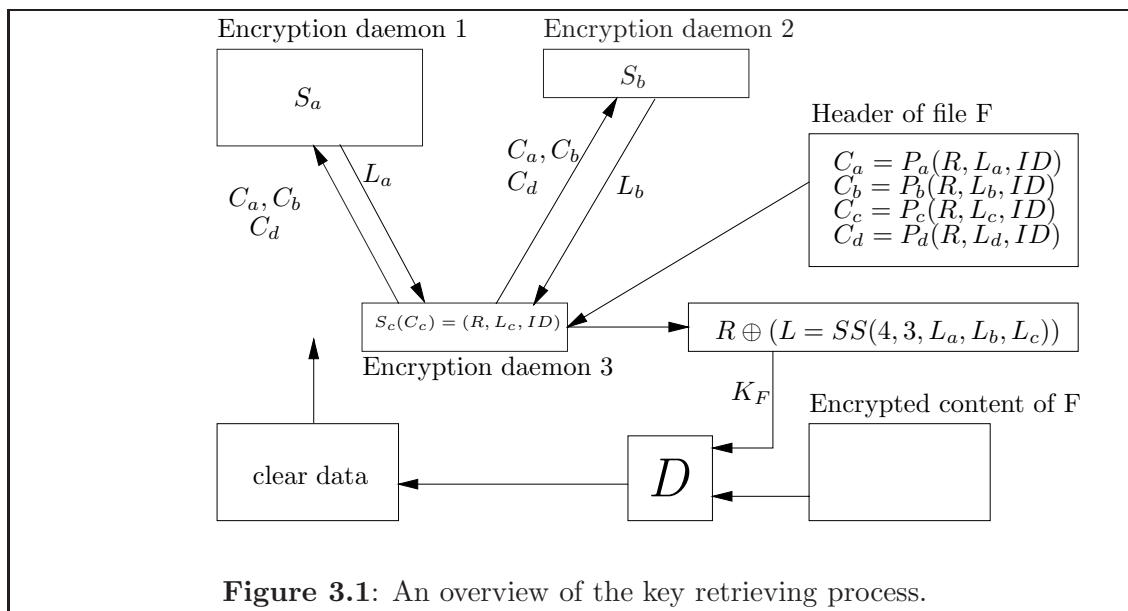 Encryption daemon 1
Encryption daemon 2
S_a
S_b
Header of file F
C_a = P_a(R, L_a, ID)
C_b = P_b(R, L_b, ID)
C_c = P_c(R, L_c, ID)
C_d = P_d(R, L_d, ID)
C_a, C_b
C_d
L_a
C_a, C_b
C_d
L_b
S_c(C_c) = (R, L_c, ID)
Encryption daemon 3
R ⊕ (L = SS(4, 3, L_a, L_b, L_c))
K_F
Encrypted content of F
clear data
D
Figure 3.1: An overview of the key retrieving process.